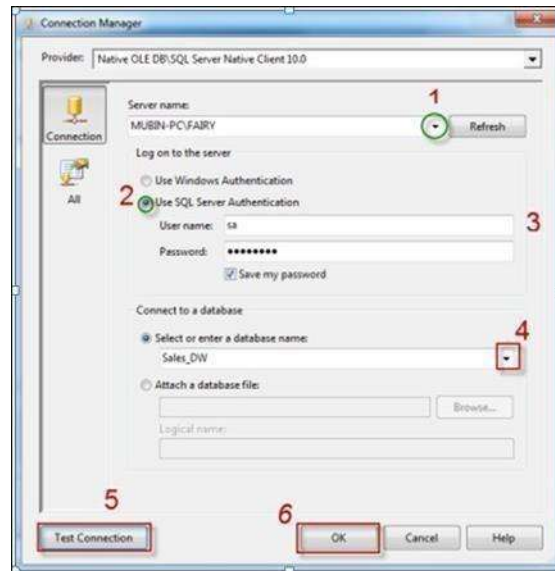 Connection Manager
Provider: Native OLE DB\SQL Server Native Client 10.0
Connection
All
Server name:
1
MUBIN-PC\FAIRY
Refresh
Log on to the server
Use Windows Authentication
2
Use SQL Server Authentication
User name: sa
3
Password: ••••••••
Save my password
Connect to a database
Select or enter a database name:
4
Sales_DW
Attach a database file:
Browse...
Logical name:
5
6
Test Connection
OK
Cancel
Help